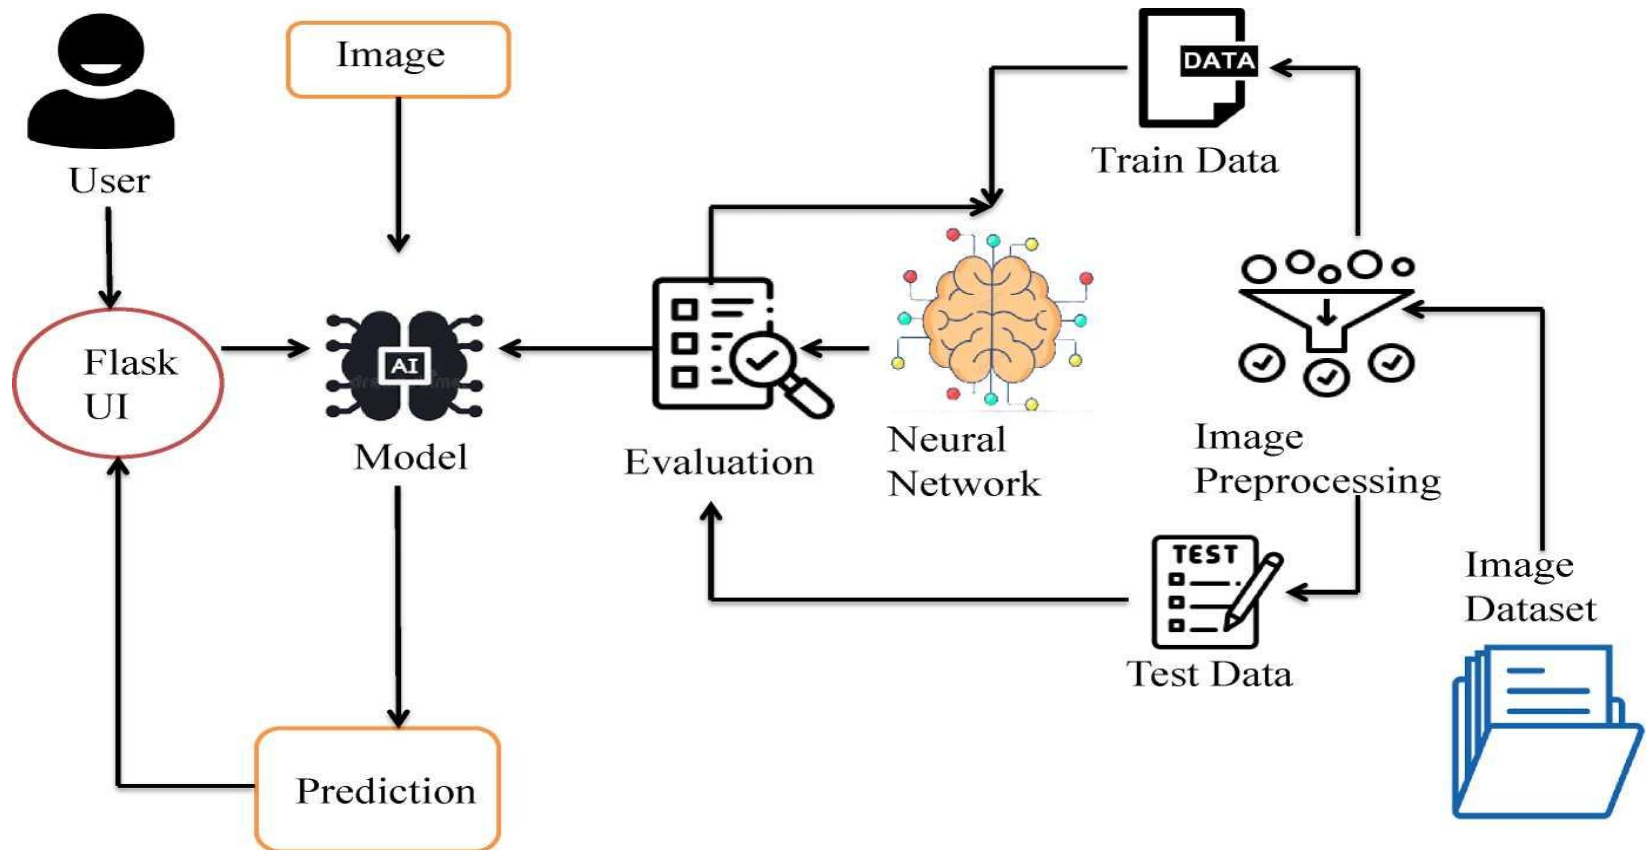 Image
DATA
Train Data
User
Flask
UI
AI
Model
Evaluation
Neural
Network
Image
Preprocessing
TEST
Test Data
Image
Dataset
Prediction